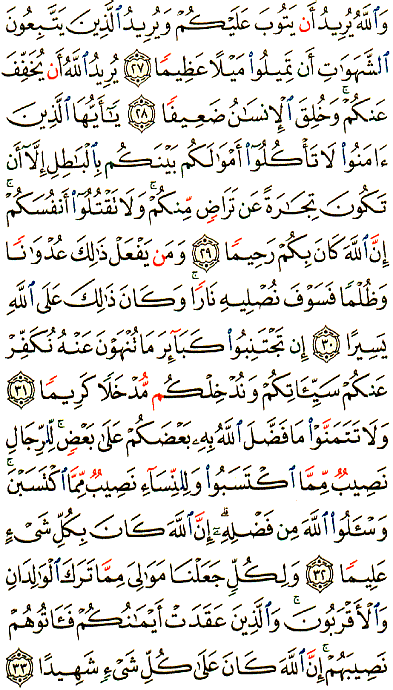 وَٱللَّهُ يُرِيدُ أَن يَتُوبَ عَلَيْكُمْ وَيُرِيدُ ٱلَّذِينَ يَتَّبِعُونَ
ٱلشَّهَوَٰتِ أَن تَمِيلُوا۟ مَيْلًا عَظِيمًا ٢٧ يُرِيدُ ٱللَّهُ أَن يُخَفِّفَ
عَنكُمْ ۚ وَخُلِقَ ٱلْإِنسَٰنُ ضَعِيفًا ٢٨ يَٰٓأَيُّهَا ٱلَّذِينَ
ءَامَنُوا۟ لَا تَأْكُلُوٓا۟ أَمْوَٰلَكُم بَيْنَكُم بِٱلْبَٰطِلِ إِلَّآ أَن
تَكُونَ تِجَٰرَةً عَن تَرَاضٍ مِّنكُمْ ۚ وَلَا تَقْتُلُوٓا۟ أَنفُسَكُمْ ۚ
إِنَّ ٱللَّهَ كَانَ بِكُمْ رَحِيمًا ٢٩ وَمَن يَفْعَلْ ذَٰلِكَ عُدْوَٰنًا
وَظُلْمًا فَسَوْفَ نُصْلِيهِ نَارًا ۚ وَكَانَ ذَٰلِكَ عَلَى ٱللَّهِ
يَسِيرًا ٣٠ إِن تَجْتَنِبُوا۟ كَبَآئِرَ مَا تُنْهَوْنَ عَنْهُ نُكَفِّرْ
عَنكُمْ سَيِّـَٔاتِكُمْ وَنُدْخِلْكُم مُّدْخَلًا كَرِيمًا ٣١
وَلَا تَتَمَنَّوْا۟ مَا فَضَّلَ ٱللَّهُ بِهِۦ بَعْضَكُمْ عَلَىٰ بَعْضٍ ۚ لِّلرِّجَالِ
نَصِيبٌ مِّمَّا ٱكْتَسَبُوا۟ ۖ وَلِلنِّسَآءِ نَصِيبٌ مِّمَّا ٱكْتَسَبْنَ ۚ
وَسْـَٔلُوا۟ ٱللَّهَ مِن فَضْلِهِۦٓ ۗ إِنَّ ٱللَّهَ كَانَ بِكُلِّ شَىْءٍ
عَلِيمًا ٣٢ وَلِكُلٍّ جَعَلْنَا مَوَٰلِىَ مِمَّا تَرَكَ ٱلْوَٰلِدَانِ
وَٱلْأَقْرَبُونَ ۚ وَٱلَّذِينَ عَقَدَتْ أَيْمَٰنُكُمْ فَـَٔاتُوهُمْ
نَصِيبَهُمْ ۚ إِنَّ ٱللَّهَ كَانَ عَلَىٰ كُلِّ شَىْءٍ شَهِيدًا ٣٣